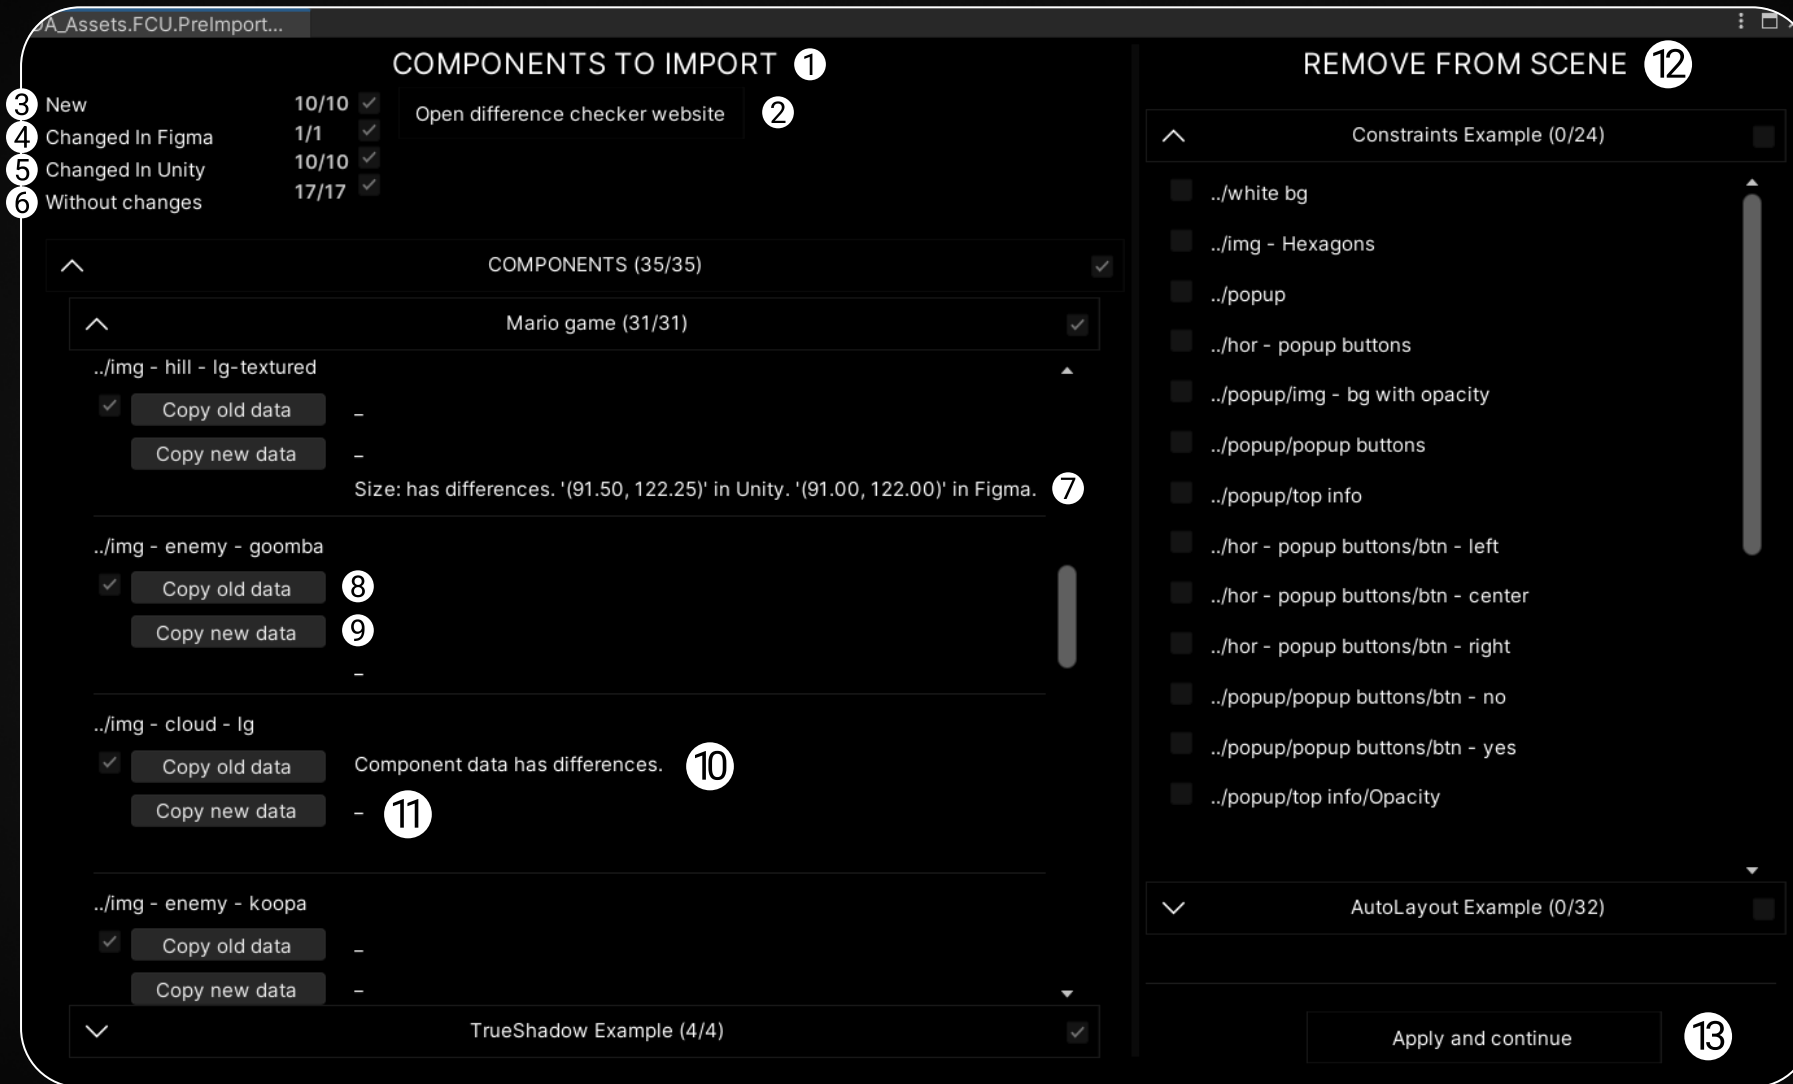 DA_Assets.FCU.PreImport...
COMPONENTS TO IMPORT 1
3 New 10/10
4 Changed In Figma 1/1
5 Changed In Unity 10/10
6 Without changes 17/17
Open difference checker website 2
COMPONENTS (35/35)
Mario game (31/31)
../img - hill - lg-textured
Copy old data –
Copy new data –
Size: has differences. '(91.50, 122.25)' in Unity. '(91.00, 122.00)' in Figma. 7
../img - enemy - goomba
Copy old data 8
Copy new data 9
–
../img - cloud - lg
Copy old data Component data has differences. 10
Copy new data – 11
../img - enemy - koopa
Copy old data –
Copy new data –
TrueShadow Example (4/4)
REMOVE FROM SCENE 12
Constraints Example (0/24)
../white bg
../img - Hexagons
../popup
../hor - popup buttons
../popup/img - bg with opacity
../popup/popup buttons
../popup/top info
../hor - popup buttons/btn - left
../hor - popup buttons/btn - center
../hor - popup buttons/btn - right
../popup/popup buttons/btn - no
../popup/popup buttons/btn - yes
../popup/top info/Opacity
AutoLayout Example (0/32)
Apply and continue 13